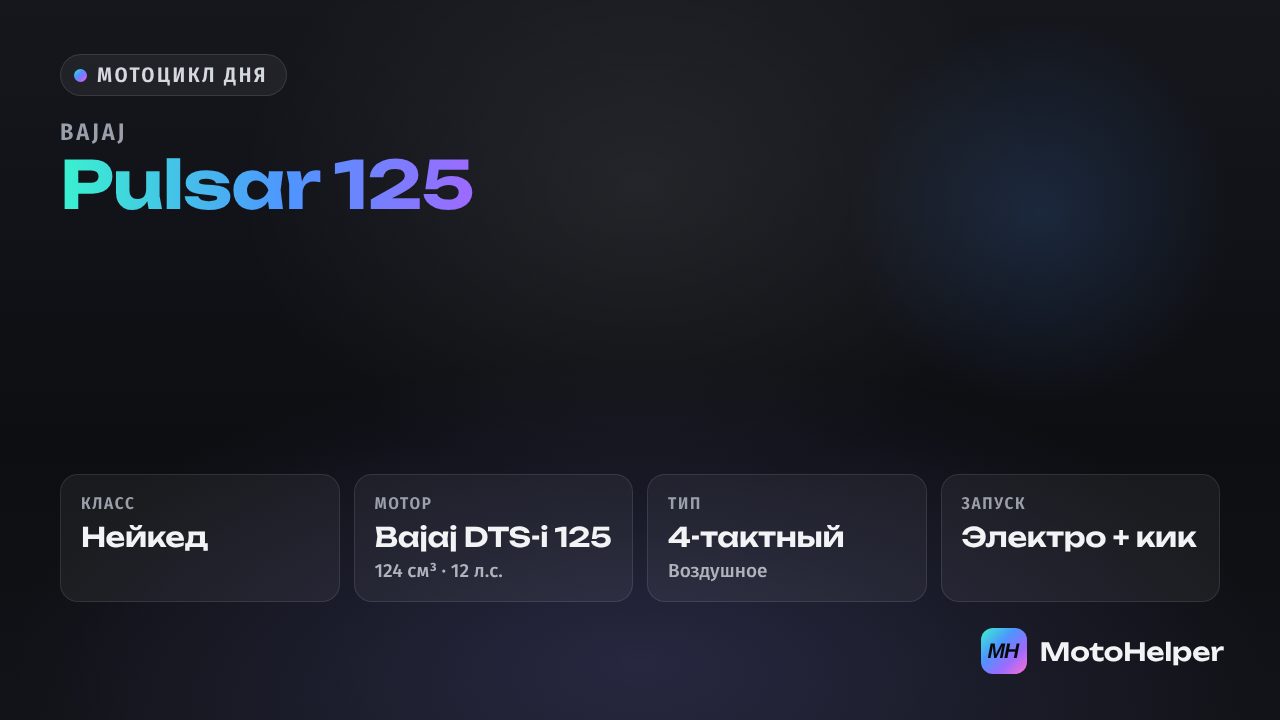 МОТОЦИКЛ ДНЯ
BAJAJ
Pulsar 125
КЛАСС
Нейкед
МОТОР
Bajaj DTS-i 125
124 см³ · 12 л.с.
ТИП
4-тактный
Воздушное
ЗАПУСК
Электро + кик
MH MotoHelper